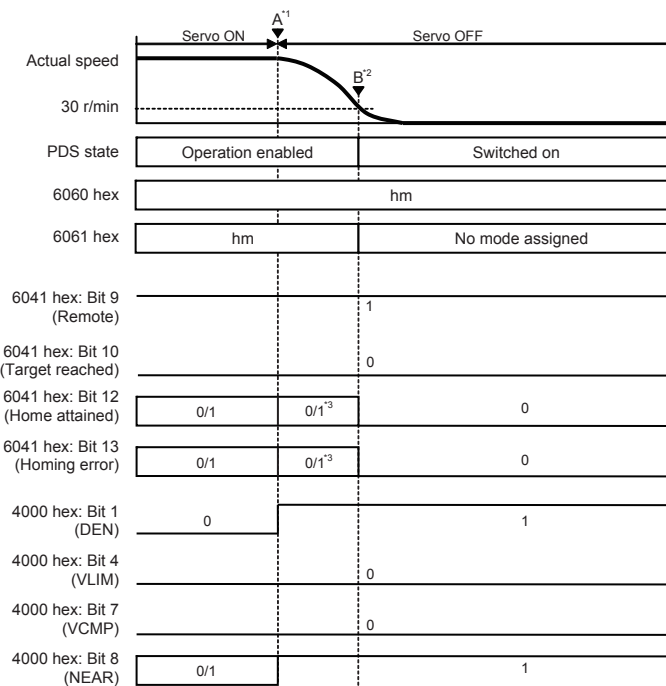 A*1
Servo ON Servo OFF
Actual speed
B*2
30 r/min
PDS state Operation enabled Switched on
6060 hex hm
6061 hex hm No mode assigned
6041 hex: Bit 9
(Remote)
1
6041 hex: Bit 10
(Target reached)
0
6041 hex: Bit 12
(Home attained)
0/1 0/1*3 0
6041 hex: Bit 13
(Homing error)
0/1 0/1*3 0
4000 hex: Bit 1
(DEN)
0 1
4000 hex: Bit 4
(VLIM)
0
4000 hex: Bit 7
(VCMP)
0
4000 hex: Bit 8
(NEAR)
0/1 1